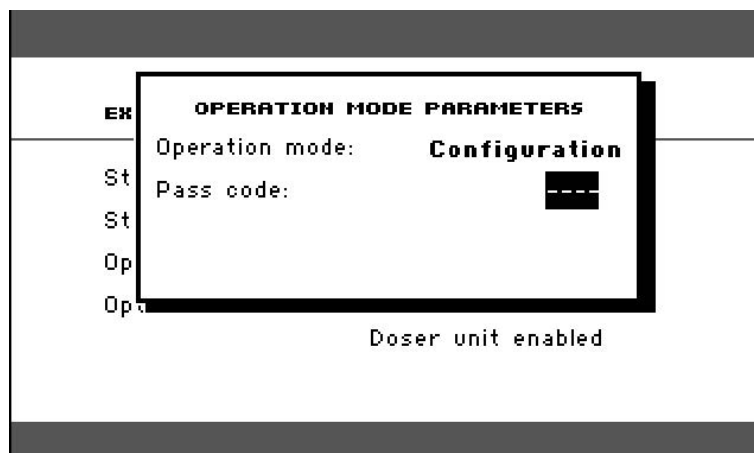 EX
OPERATION MODE PARAMETERS
Operation mode: Configuration
Pass code: ----
St
St
Op
Op
Doser unit enabled